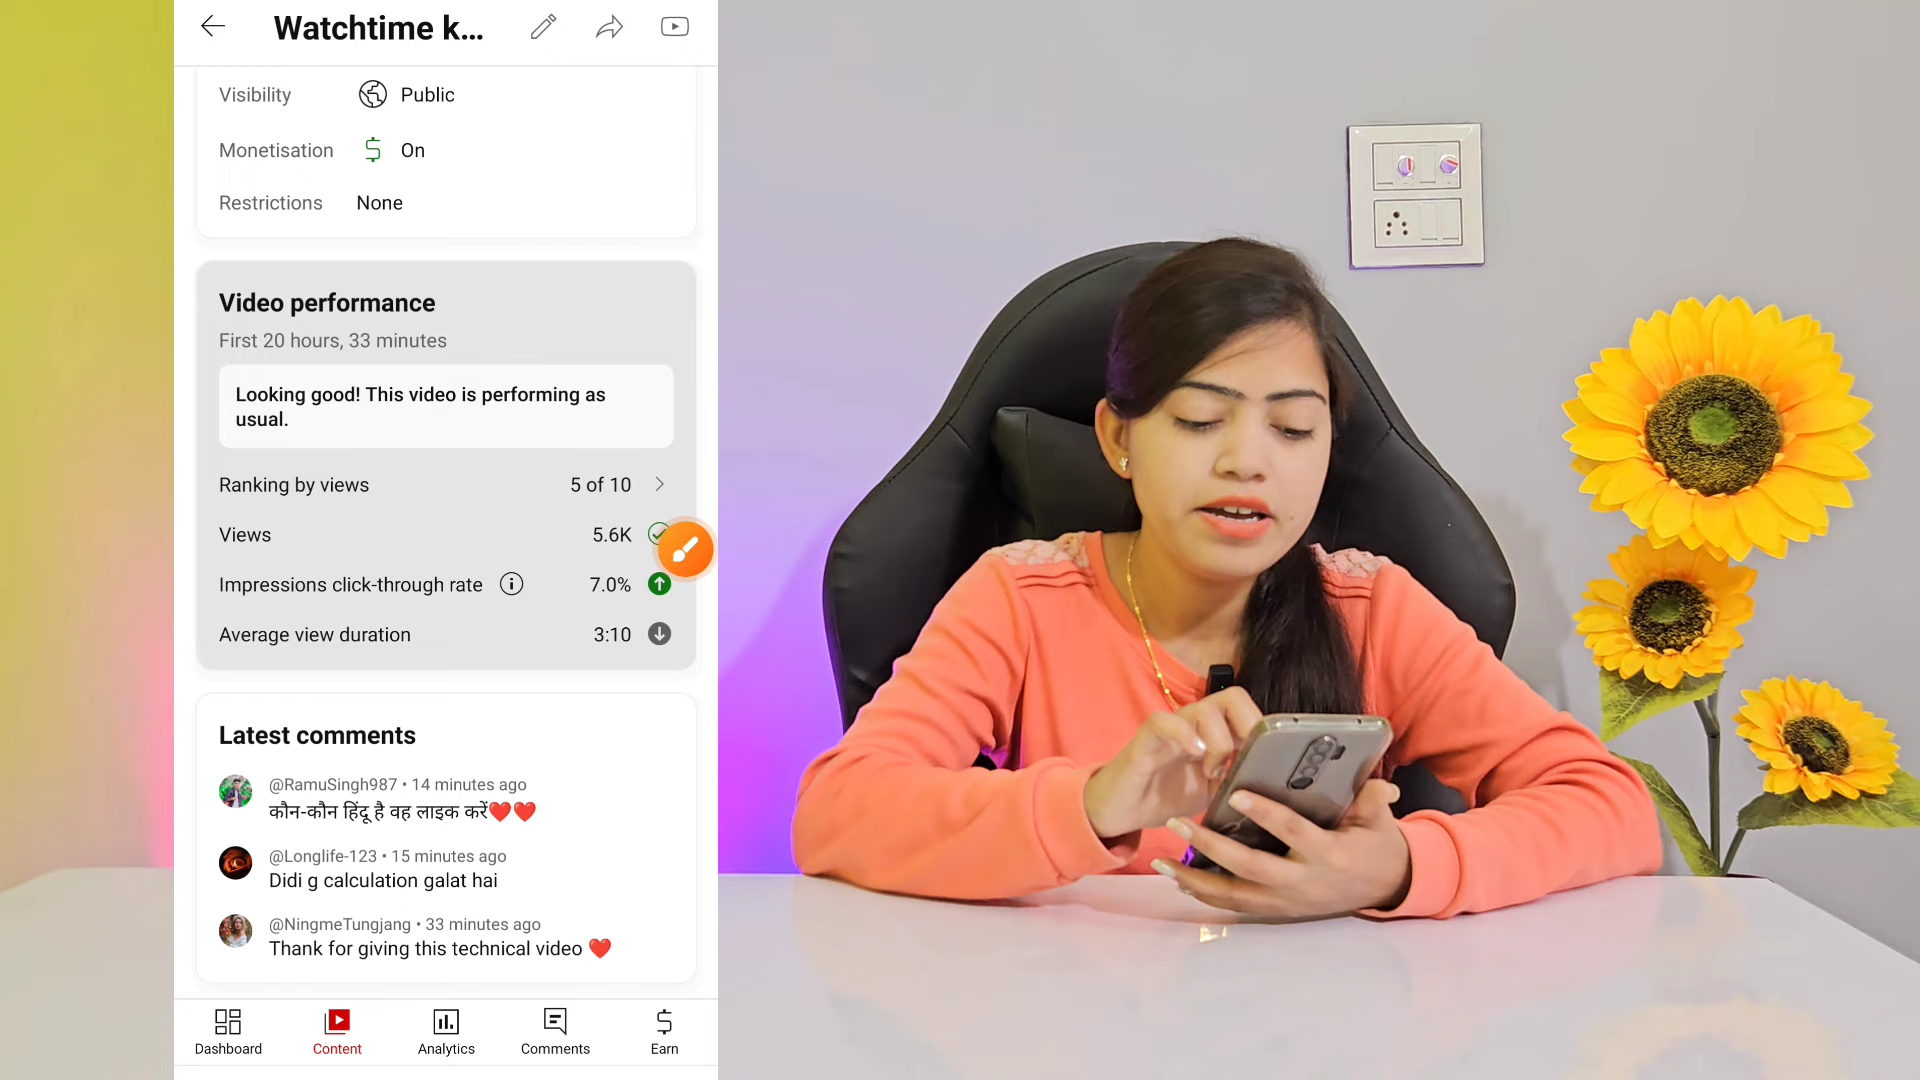 Watchtime k...
Visibility Public
Monetisation On
Restrictions None
Video performance
First 20 hours, 33 minutes
Looking good! This video is performing as
usual.
Ranking by views 5 of 10
Views 5.6K
Impressions click-through rate 7.0%
Average view duration 3:10
Latest comments
@RamuSingh987 • 14 minutes ago
कौन-कौन हिंदू है वह लाइक करें❤️❤️
@Longlife-123 • 15 minutes ago
Didi g calculation galat hai
@NingmeTungjang • 33 minutes ago
Thank for giving this technical video ❤️
Dashboard Content Analytics Comments Earn